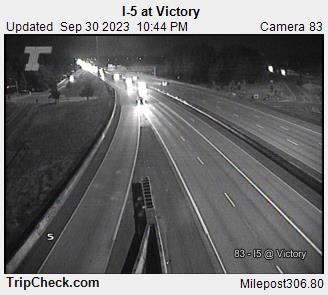 I-5 at Victory
Updated Sep 30 2023 10:44 PM Camera 83
T
S
83 - I5 @ Victory
TripCheck.com Milepost306.80